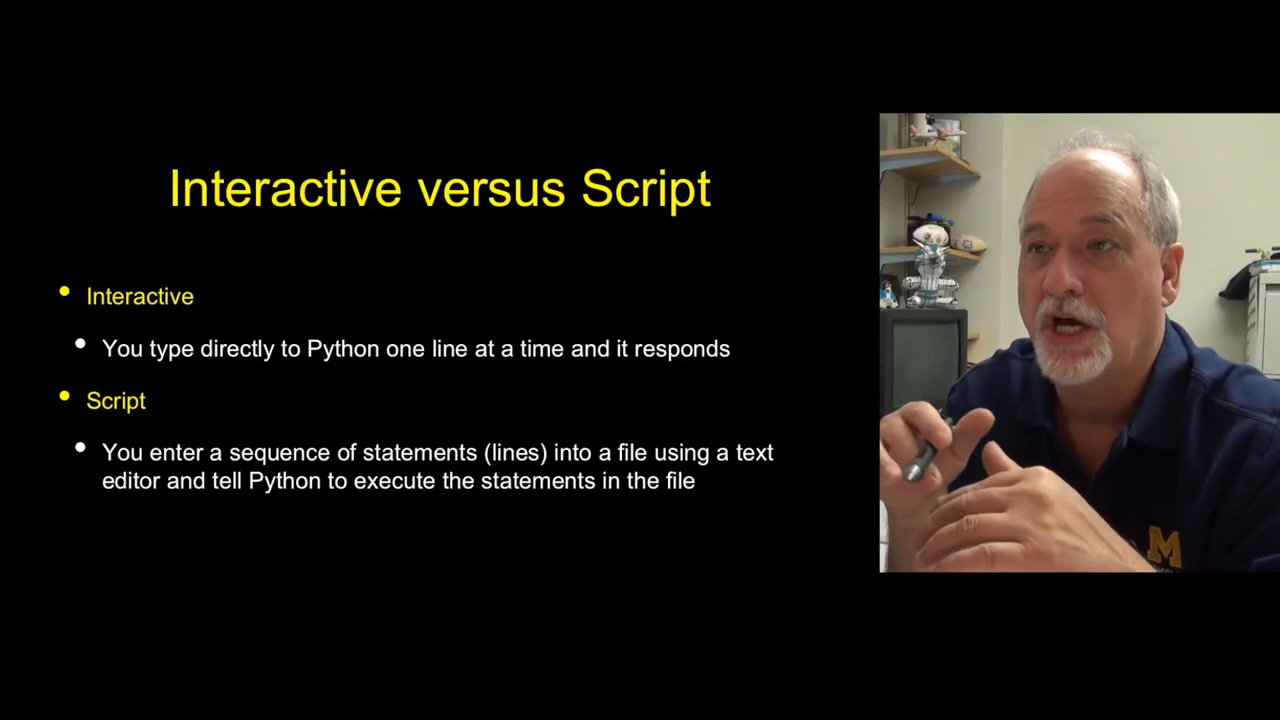 Interactive versus Script
• Interactive
• You type directly to Python one line at a time and it responds
• Script
• You enter a sequence of statements (lines) into a file using a text
editor and tell Python to execute the statements in the file
M